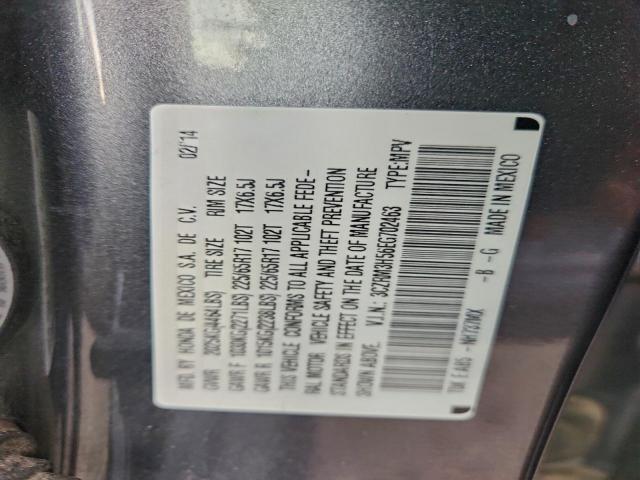 MFD BY HONDA DE MEXICO S.A. DE C.V. 02/14
GVWR 2025KG(4464LBS) TIRE SIZE RIM SIZE
GAWR F 1030KG(2271LBS) 225/65R17 102T 17X6.5J
GAWR R 1015KG(2238LBS) 225/65R17 102T 17X6.5J
THIS VEHICLE CONFORMS TO ALL APPLICABLE FEDE-
RAL MOTOR VEHICLE SAFETY AND THEFT PREVENTION
STANDARDS IN EFFECT ON THE DATE OF MANUFACTURE
SHOWN ABOVE. V.I.N.: 3CZRM3H56EG702463 TYPE:MPV
T0A E A05 - NH737MX -B -G MADE IN MEXICO